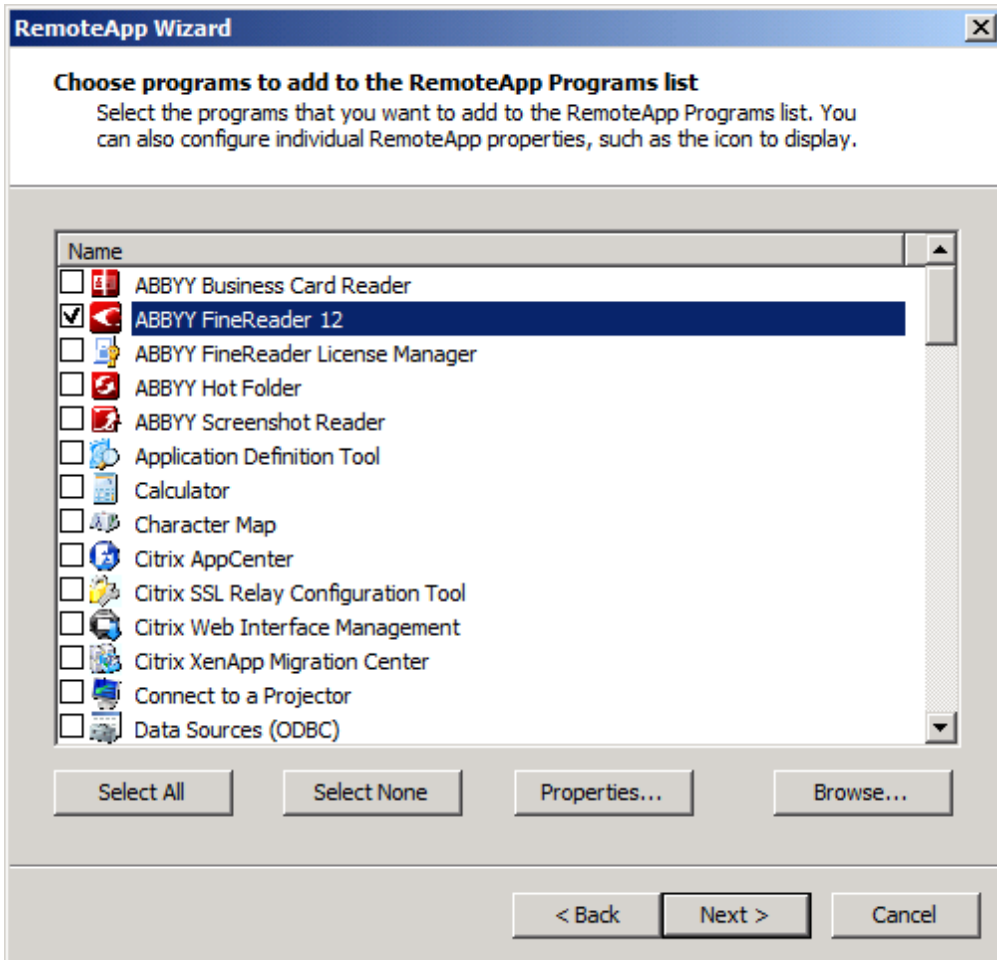 RemoteApp Wizard
Choose programs to add to the RemoteApp Programs list
Select the programs that you want to add to the RemoteApp Programs list. You
can also configure individual RemoteApp properties, such as the icon to display.
Name
ABBYY Business Card Reader
ABBYY FineReader 12
ABBYY FineReader License Manager
ABBYY Hot Folder
ABBYY Screenshot Reader
Application Definition Tool
Calculator
Character Map
Citrix AppCenter
Citrix SSL Relay Configuration Tool
Citrix Web Interface Management
Citrix XenApp Migration Center
Connect to a Projector
Data Sources (ODBC)
Select All Select None Properties... Browse...
< Back Next > Cancel